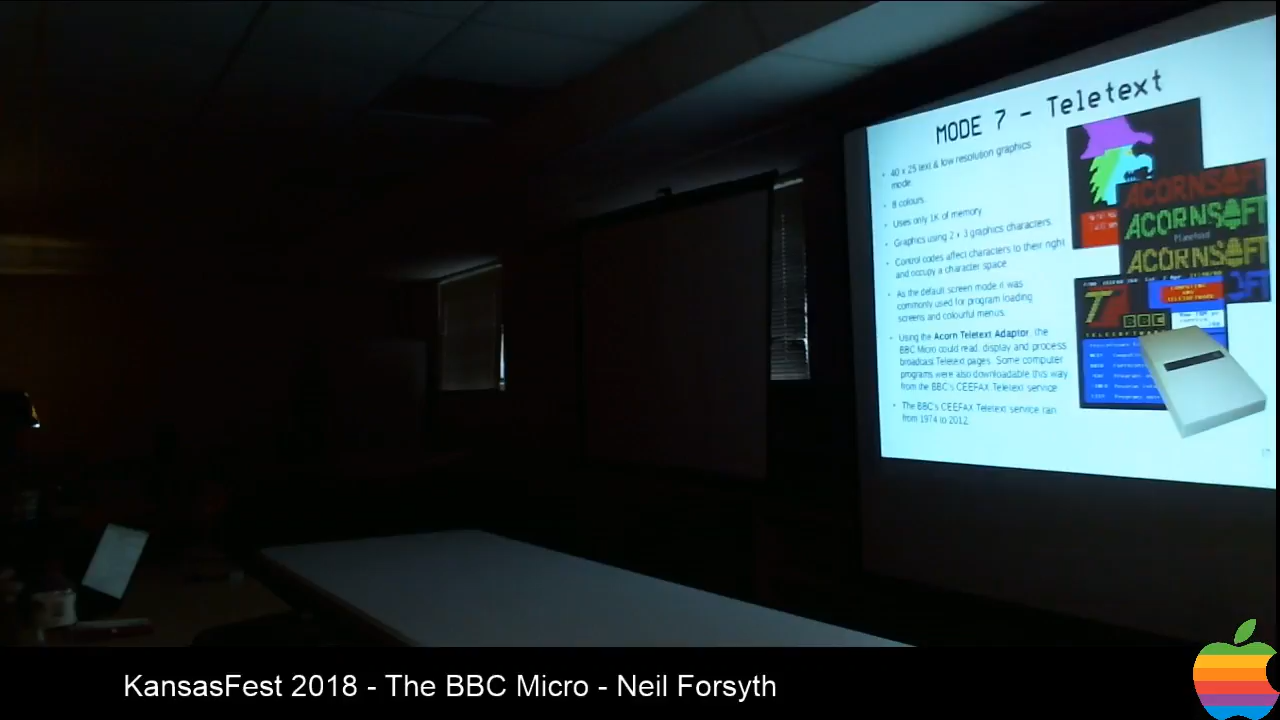 MODE 7 - Teletext
• 40 x 25 text & low resolution graphics
mode.
• 8 colours.
• Uses only 1K of memory
• Graphics using 2 x 3 graphics characters.
• Control codes affect characters to their right
and occupy a character space.
• As the default screen mode it was
commonly used for program loading
screens and colourful menus.
• Using the Acorn Teletext Adaptor, the
BBC Micro could read, display and process
broadcast Teletext pages. Some computer
programs were also downloadable this way
from the BBC's CEEFAX Teletext service
• The BBC's CEEFAX Teletext service ran
from 1974 to 2012.
ACORNSOFT
ACORNSOFT
Planetoid
ACORNSOFT
T BBC
TELESOFTWARE
KansasFest 2018 - The BBC Micro - Neil Forsyth